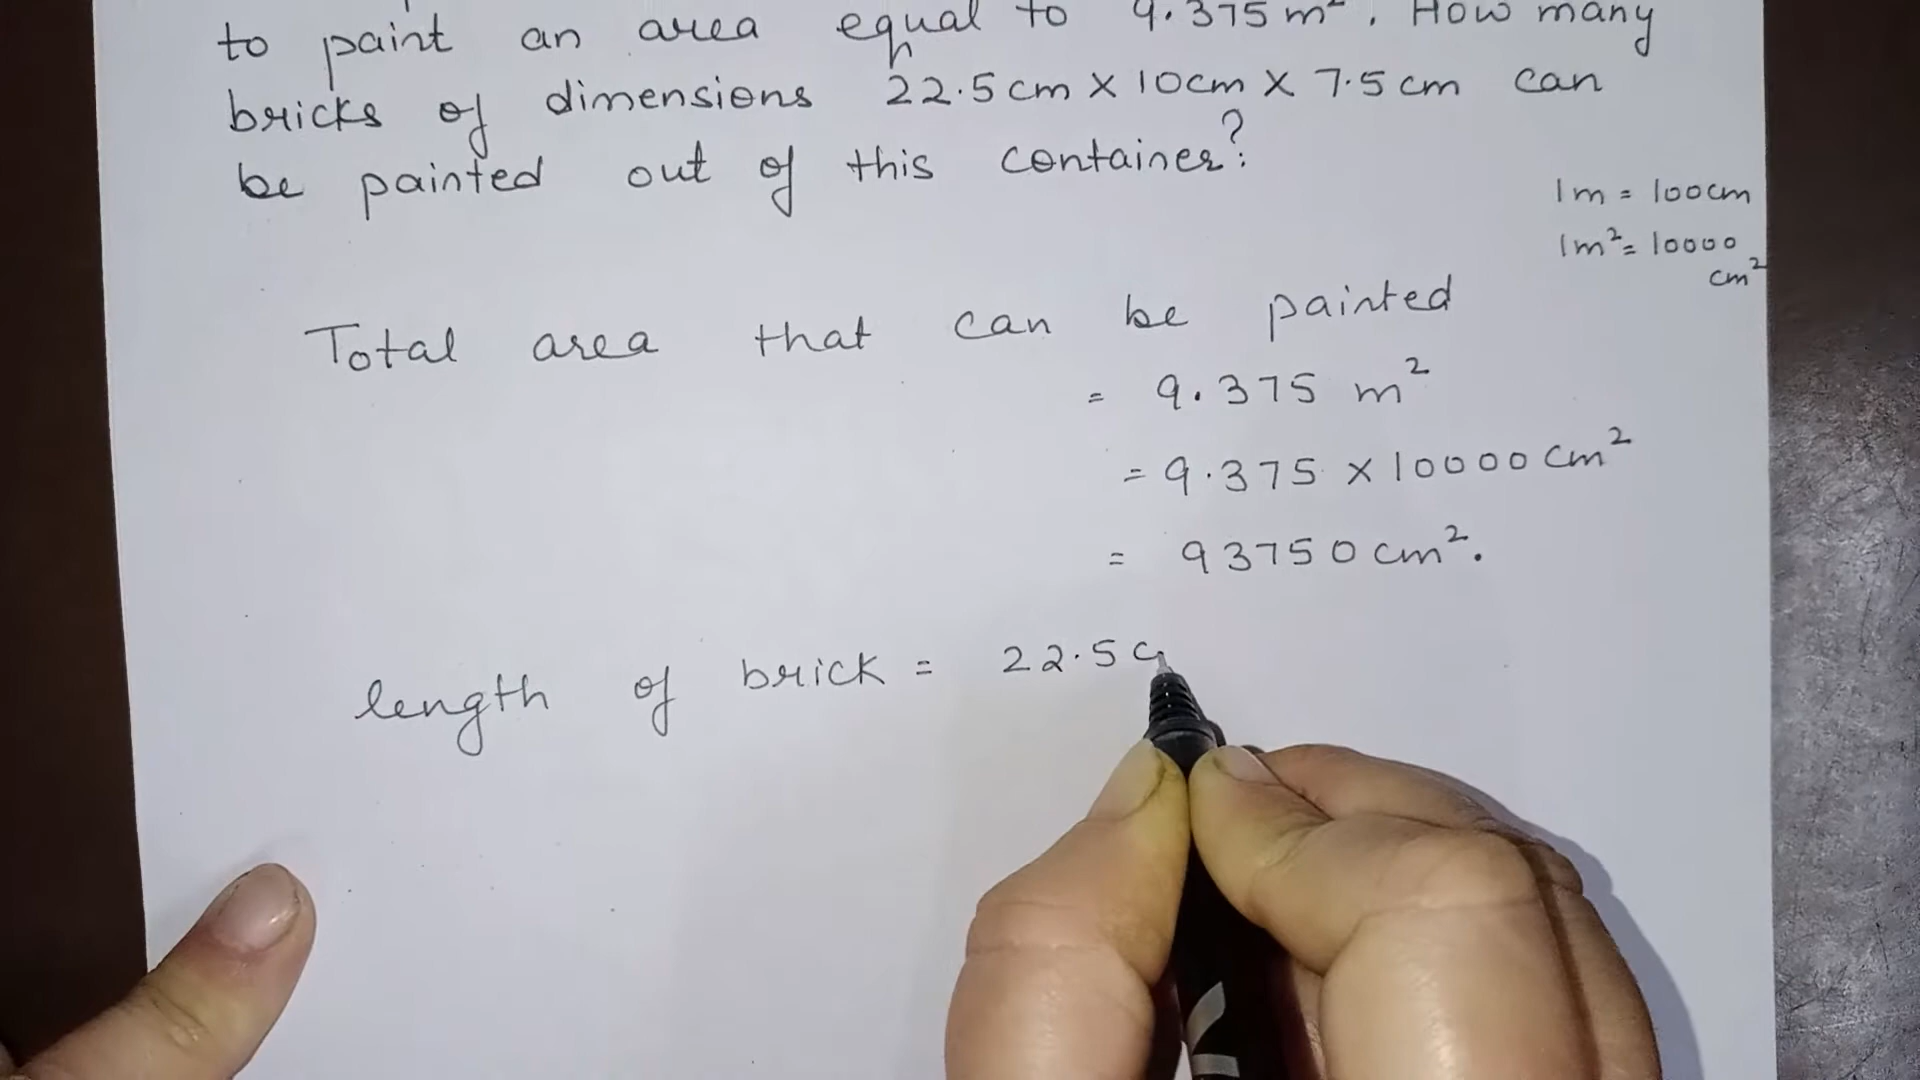 to paint an area equal to 9.375 m². How many
bricks of dimensions 22.5 cm × 10cm × 7.5 cm can
be painted out of this container?
1m = 100cm
1m² = 10000
cm²
Total area that can be painted
= 9.375 m²
= 9.375 × 10000 cm²
= 93750 cm².
length of brick = 22.5 c